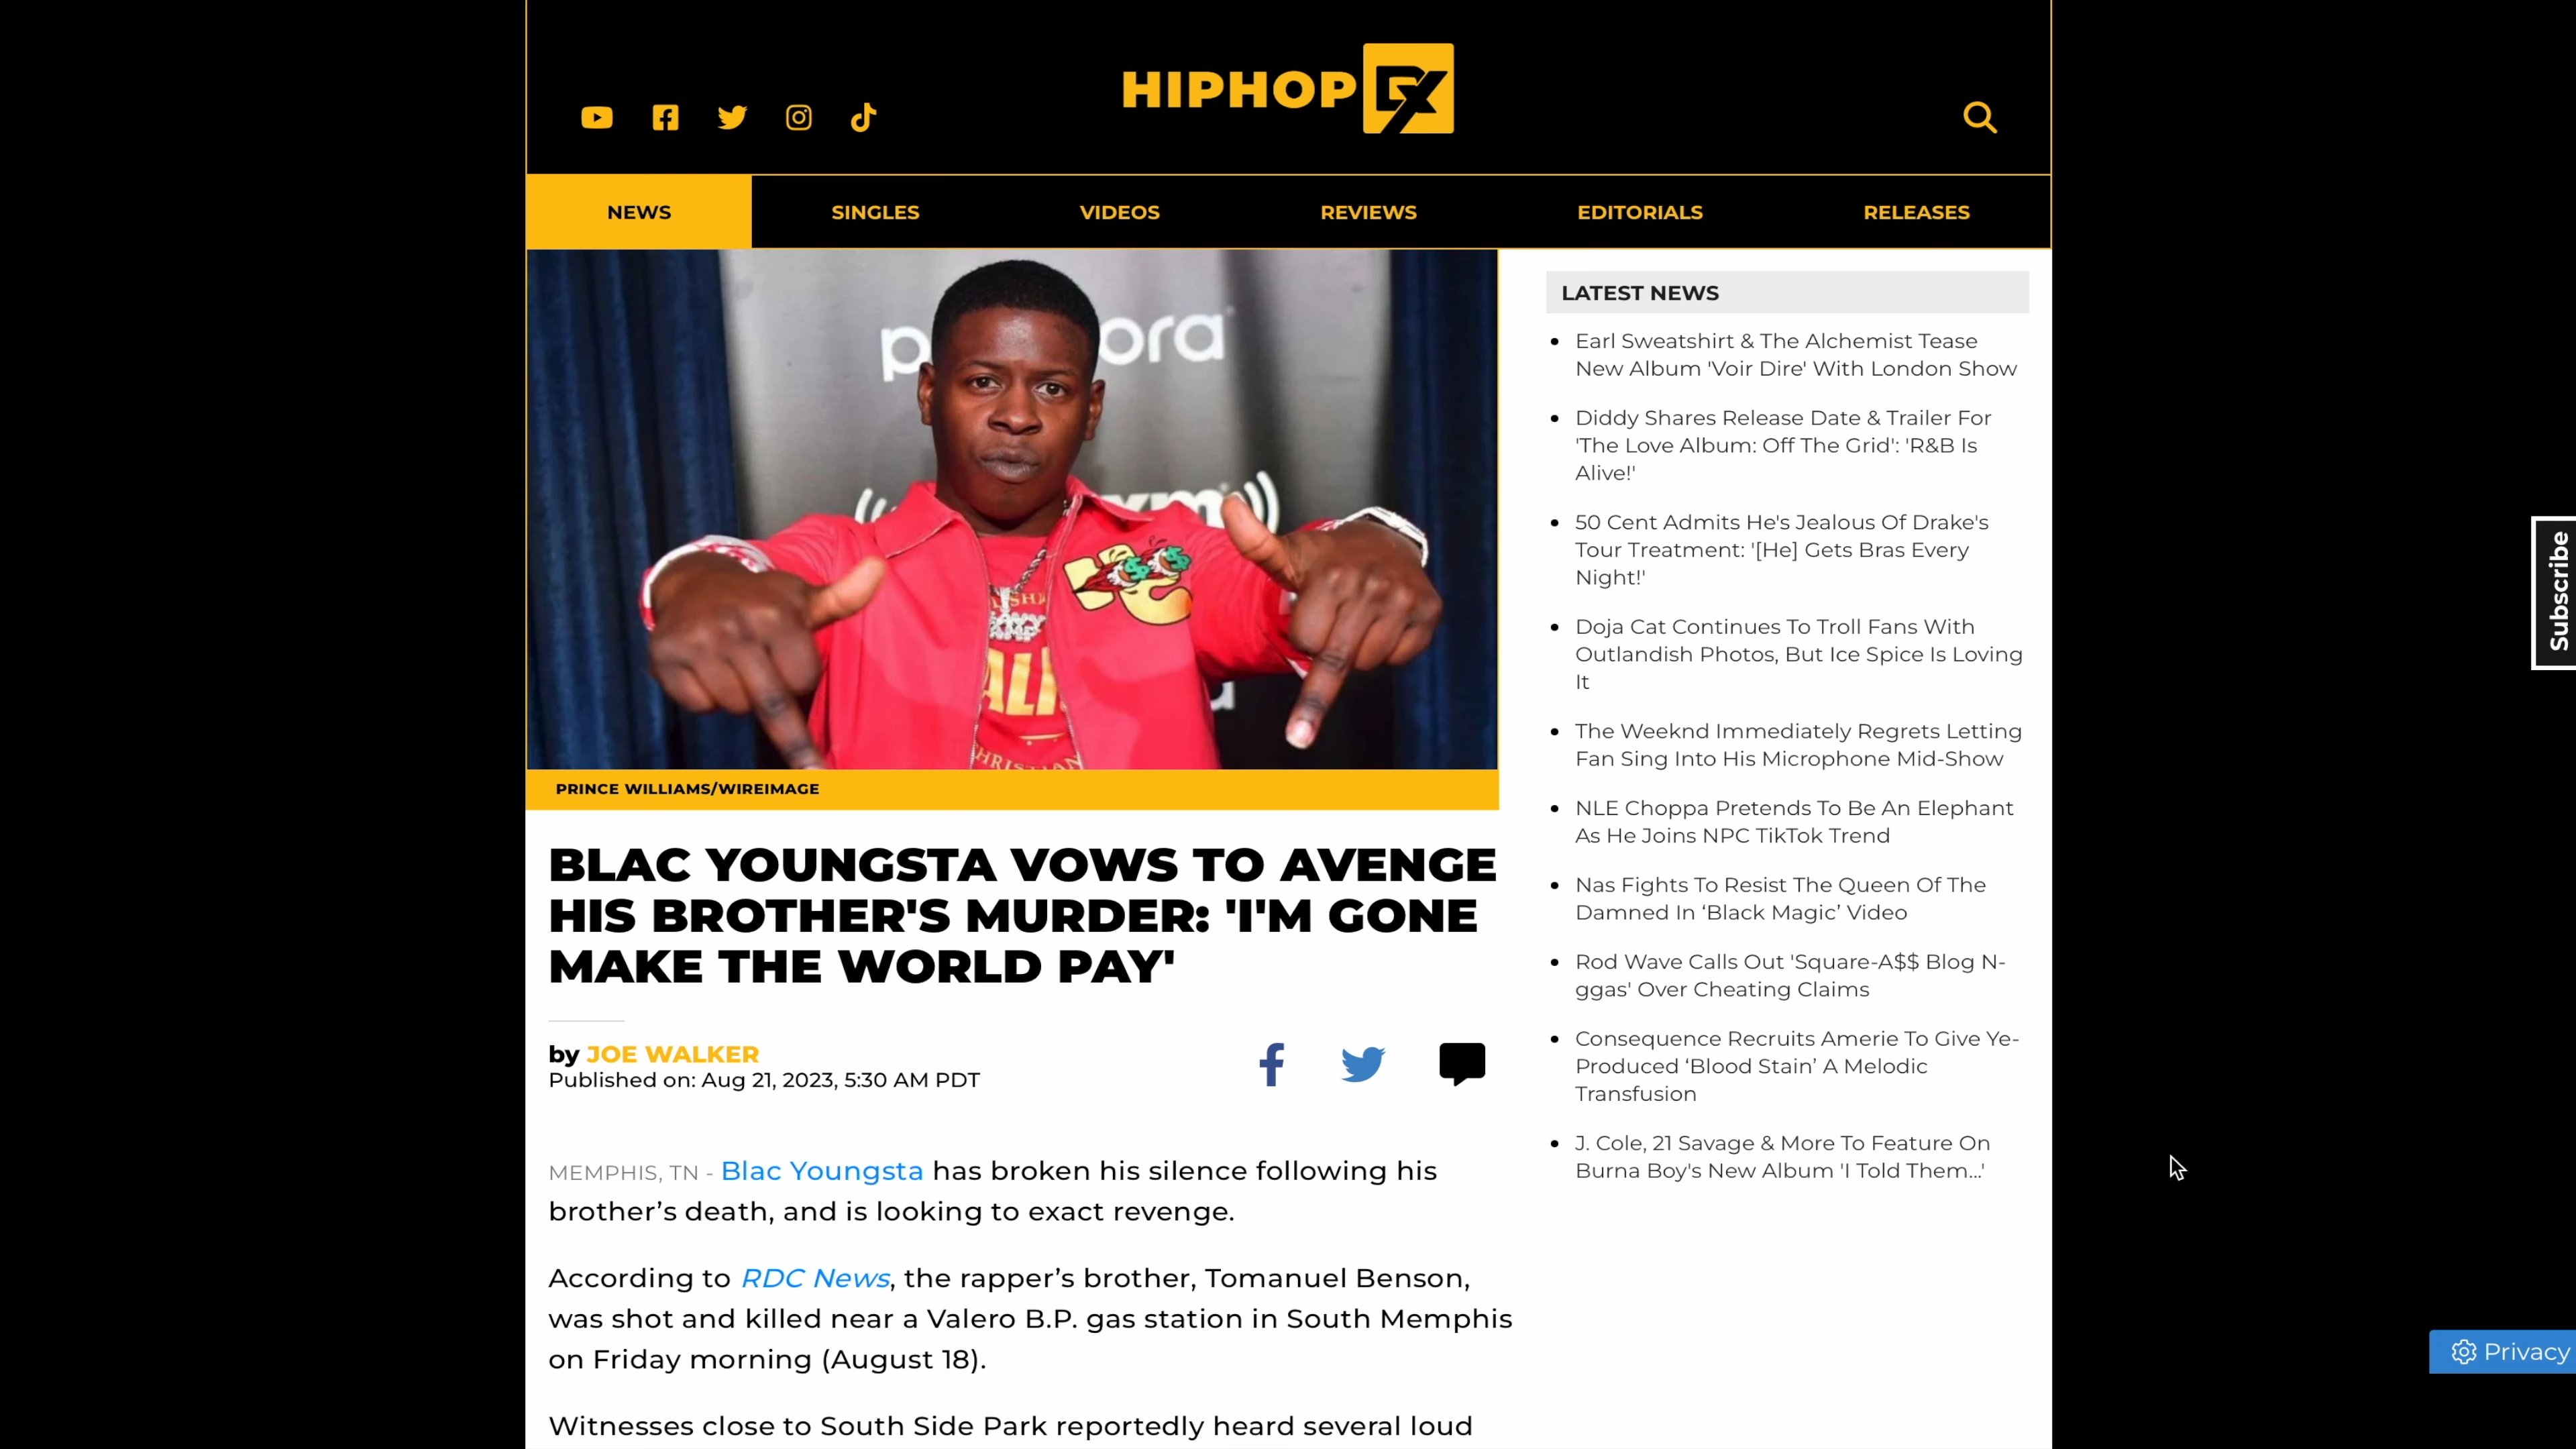 HIPHOP DX
NEWS
SINGLES
VIDEOS
REVIEWS
EDITORIALS
RELEASES
p
ora
xm
ALI
HRISTIAN
PRINCE WILLIAMS/WIREIMAGE
BLAC YOUNGSTA VOWS TO AVENGE
HIS BROTHER'S MURDER: 'I'M GONE
MAKE THE WORLD PAY'
by JOE WALKER
Published on: Aug 21, 2023, 5:30 AM PDT
MEMPHIS, TN - Blac Youngsta has broken his silence following his
brother’s death, and is looking to exact revenge.
According to RDC News, the rapper’s brother, Tomanuel Benson,
was shot and killed near a Valero B.P. gas station in South Memphis
on Friday morning (August 18).
Witnesses close to South Side Park reportedly heard several loud
LATEST NEWS
Earl Sweatshirt & The Alchemist Tease
New Album 'Voir Dire' With London Show
Diddy Shares Release Date & Trailer For
'The Love Album: Off The Grid': 'R&B Is
Alive!'
50 Cent Admits He's Jealous Of Drake's
Tour Treatment: '[He] Gets Bras Every
Night!'
Doja Cat Continues To Troll Fans With
Outlandish Photos, But Ice Spice Is Loving
It
The Weeknd Immediately Regrets Letting
Fan Sing Into His Microphone Mid-Show
NLE Choppa Pretends To Be An Elephant
As He Joins NPC TikTok Trend
Nas Fights To Resist The Queen Of The
Damned In ‘Black Magic’ Video
Rod Wave Calls Out 'Square-A$$ Blog N-
ggas' Over Cheating Claims
Consequence Recruits Amerie To Give Ye-
Produced ‘Blood Stain’ A Melodic
Transfusion
J. Cole, 21 Savage & More To Feature On
Burna Boy's New Album 'I Told Them...'
Subscribe
Privacy